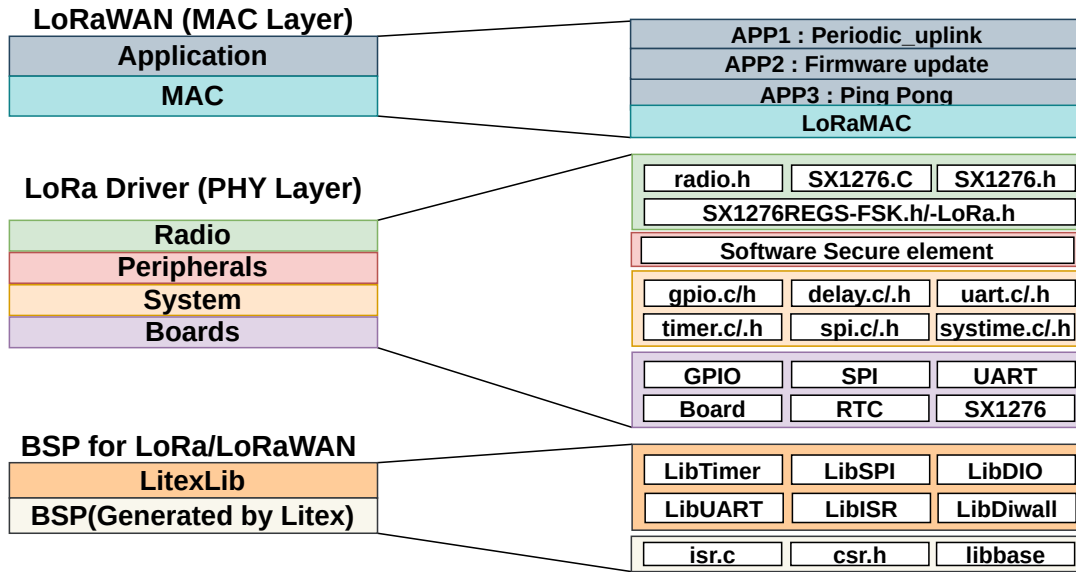 LoRaWAN (MAC Layer)
Application
MAC
APP1 : Periodic_uplink
APP2 : Firmware update
APP3 : Ping Pong
LoRaMAC
LoRa Driver (PHY Layer)
Radio
Peripherals
System
Boards
radio.h SX1276.C SX1276.h
SX1276REGS-FSK.h/-LoRa.h
Software Secure element
gpio.c/h delay.c/.h uart.c/.h
timer.c/.h spi.c/.h systime.c/.h
GPIO SPI UART
Board RTC SX1276
BSP for LoRa/LoRaWAN
LitexLib
BSP(Generated by Litex)
LibTimer LibSPI LibDIO
LibUART LibISR LibDiwall
isr.c csr.h libbase